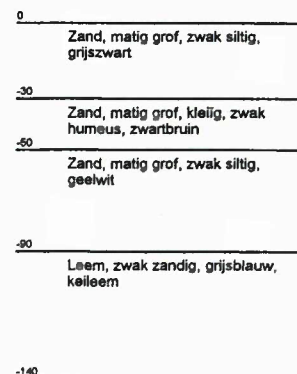 0
Zand, matig grof, zwak siltig,
grijszwart
-30
Zand, matig grof, kleiïg, zwak
humeus, zwartbruin
-50
Zand, matig grof, zwak siltig,
geelwit
-90
Leem, zwak zandig, grijsblauw,
keileem
-140